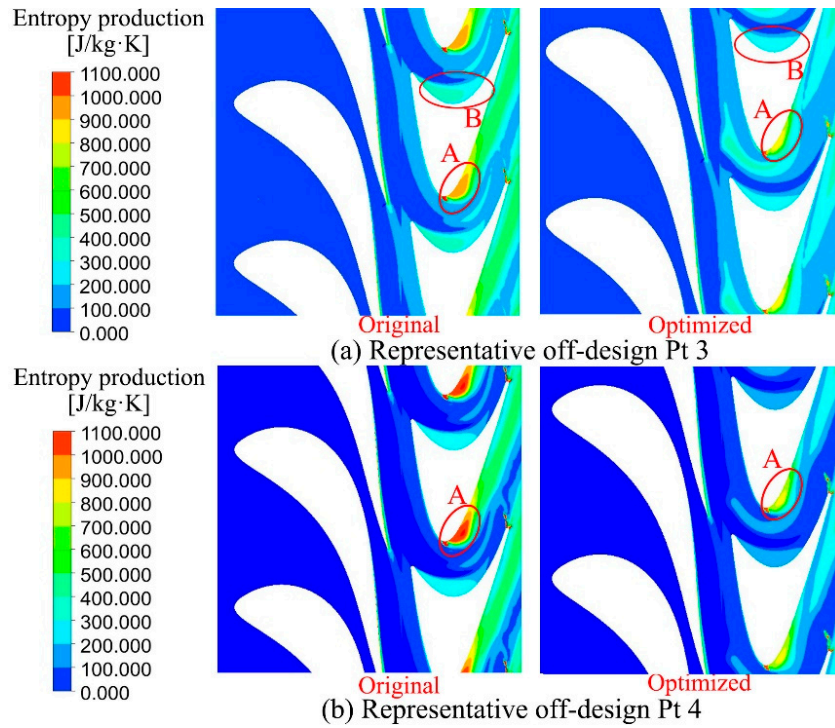 Entropy production
[J/kg·K]
1100.000
1000.000
900.000
800.000
700.000
600.000
500.000
400.000
300.000
200.000
100.000
0.000
B
A
Original
B
A
Optimized
(a) Representative off-design Pt 3
Entropy production
[J/kg·K]
1100.000
1000.000
900.000
800.000
700.000
600.000
500.000
400.000
300.000
200.000
100.000
0.000
A
Original
A
Optimized
(b) Representative off-design Pt 4